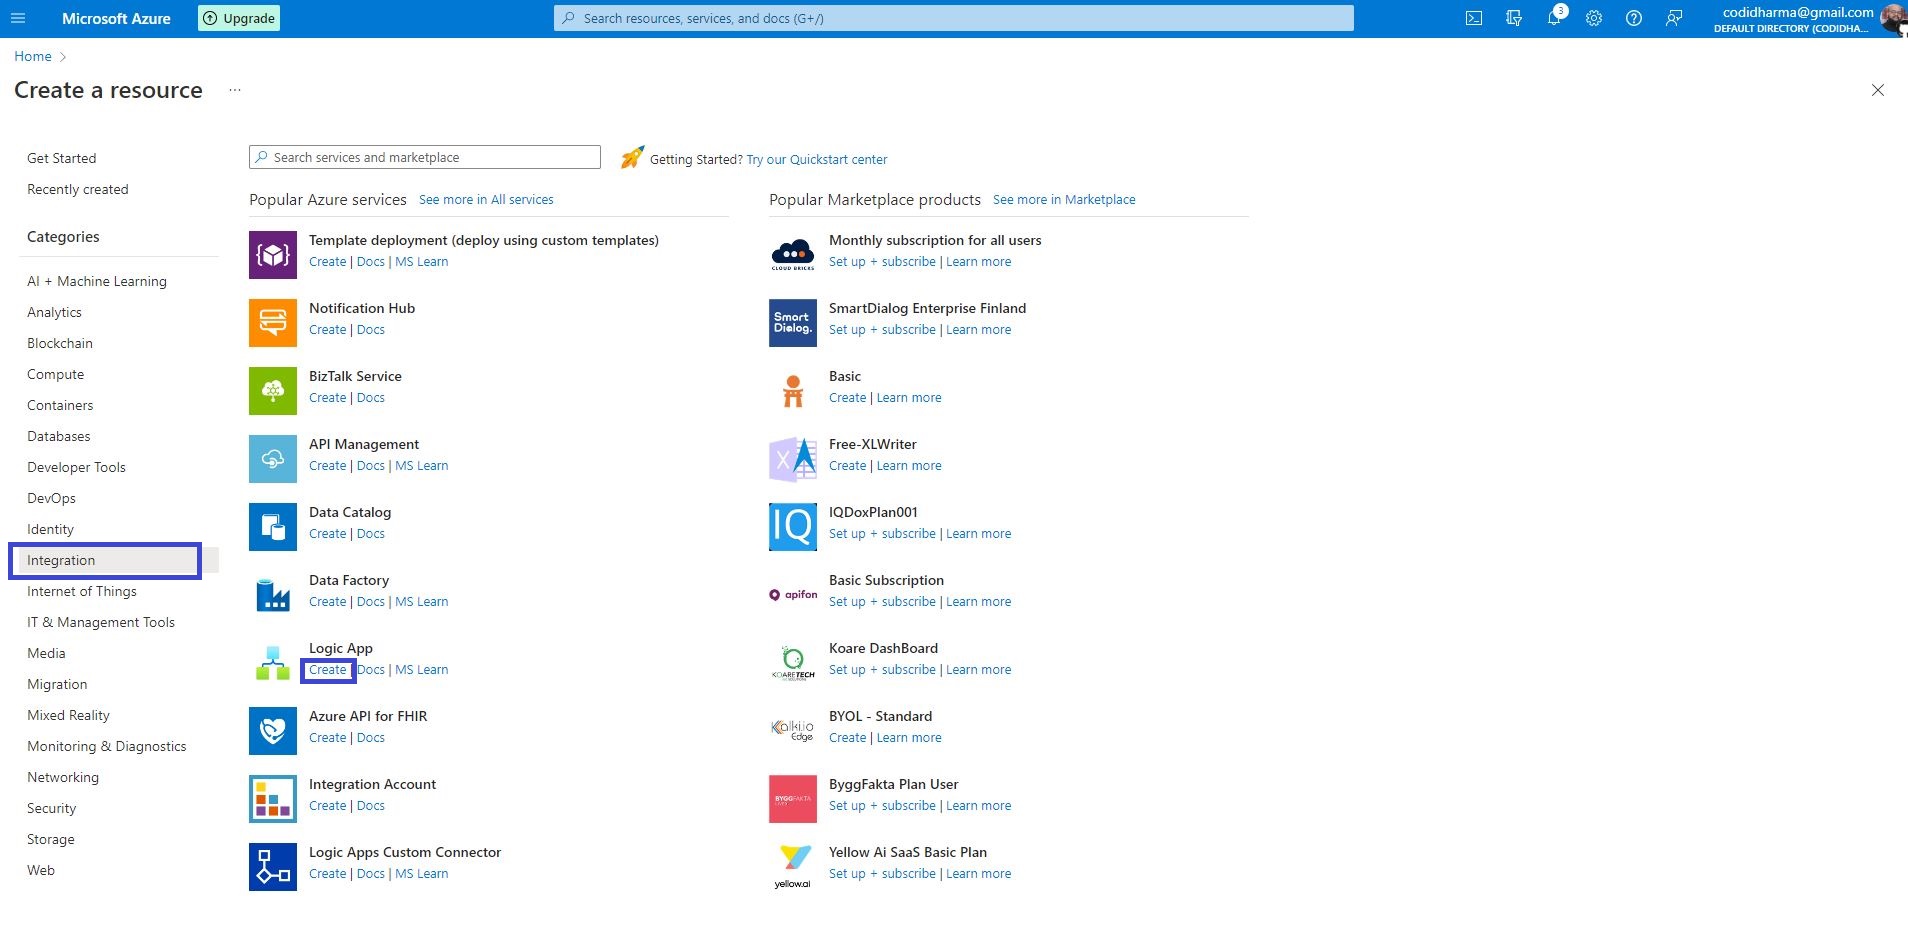 Microsoft Azure
Upgrade
Search resources, services, and docs (G+/)
3
codidharma@gmail.com
DEFAULT DIRECTORY (CODIDHA...
Home
Create a resource
...
Get Started
Recently created
Categories
AI + Machine Learning
Analytics
Blockchain
Compute
Containers
Databases
Developer Tools
DevOps
Identity
Integration
Internet of Things
IT & Management Tools
Media
Migration
Mixed Reality
Monitoring & Diagnostics
Networking
Security
Storage
Web
Search services and marketplace
Getting Started? Try our Quickstart center
Popular Azure services See more in All services
Template deployment (deploy using custom templates)
Create | Docs | MS Learn
Notification Hub
Create | Docs
BizTalk Service
Create | Docs
API Management
Create | Docs | MS Learn
Data Catalog
Create | Docs
Data Factory
Create | Docs | MS Learn
Logic App
Create | Docs | MS Learn
Azure API for FHIR
Create | Docs
Integration Account
Create | Docs
Logic Apps Custom Connector
Create | Docs | MS Learn
Popular Marketplace products See more in Marketplace
CLOUD BRICKS
Monthly subscription for all users
Set up + subscribe | Learn more
Smart
Dialog.
SmartDialog Enterprise Finland
Set up + subscribe | Learn more
Basic
Create | Learn more
X
Free-XLWriter
Create | Learn more
IQ
IQDoxPlan001
Set up + subscribe | Learn more
apifon
Basic Subscription
Set up + subscribe | Learn more
KOARETECH
Koare DashBoard
Set up + subscribe | Learn more
Kalki.io
Edge
BYOL - Standard
Create | Learn more
BYGGFAKTA
ByggFakta Plan User
Set up + subscribe | Learn more
yellow.ai
Yellow Ai SaaS Basic Plan
Set up + subscribe | Learn more